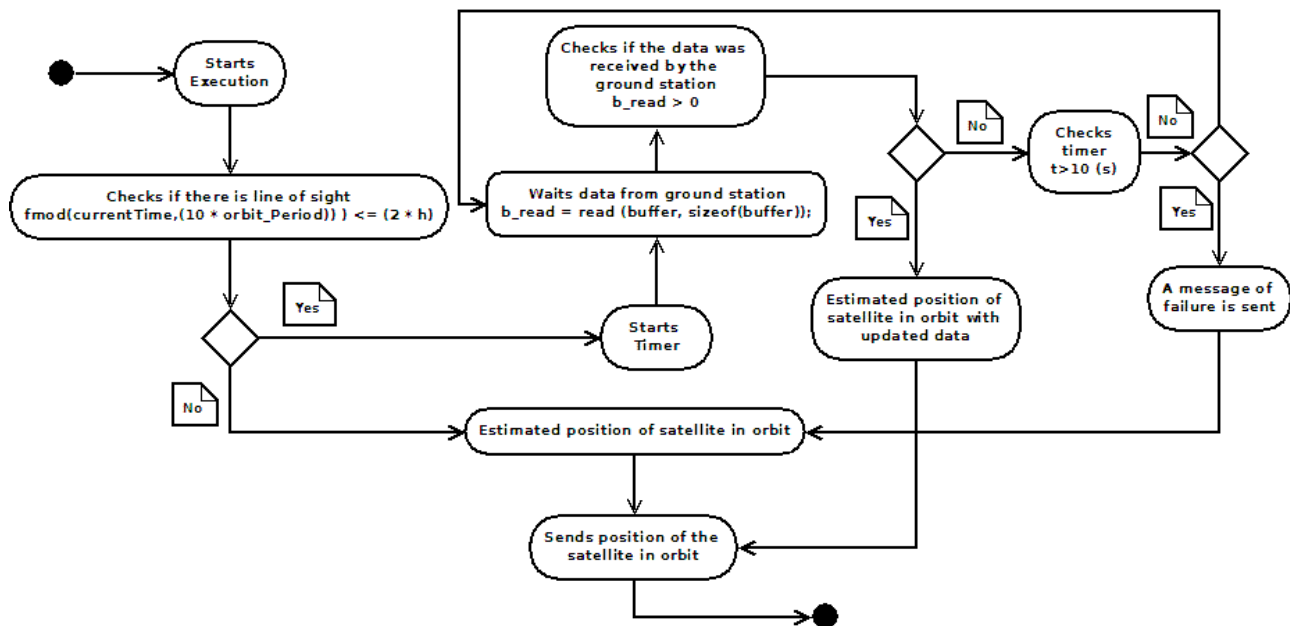 Starts
Execution
Checks if there is line of sight
fmod(currentTime,(10 * orbit_Period)) ) <= (2 * h)
Yes
No
Starts
Timer
Waits data from ground station
b_read = read (buffer, sizeof(buffer));
Checks if the data was
received by the
ground station
b_read > 0
No
Yes
Checks
timer
t>10 (s)
No
Yes
Estimated position of
satellite in orbit with
updated data
A message of
failure is sent
Estimated position of satellite in orbit
Sends position of the
satellite in orbit